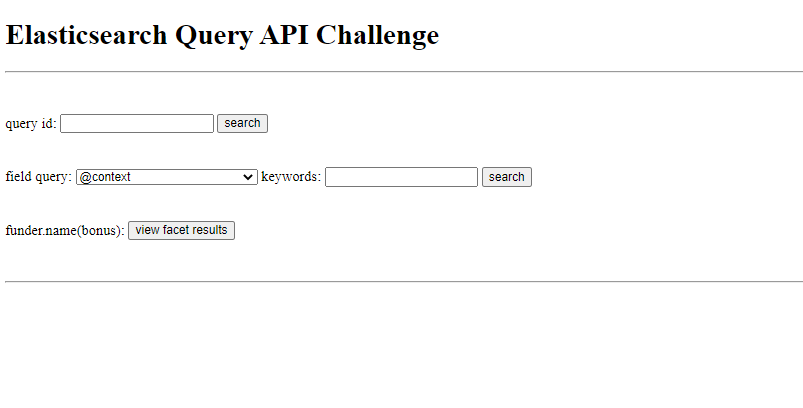 Elasticsearch Query API Challenge
query id: search
field query: @context keywords: search
funder.name(bonus): view facet results